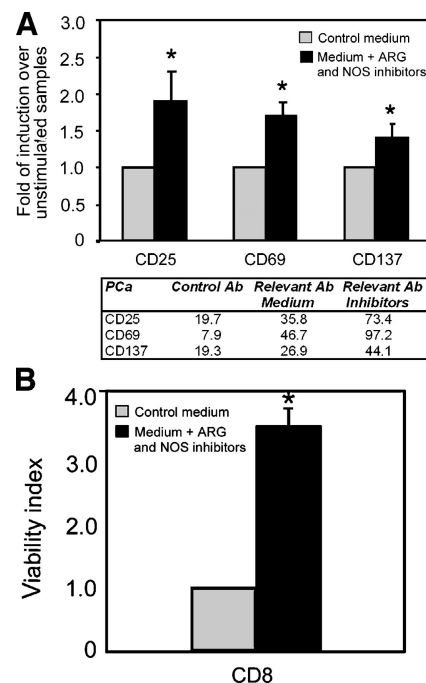 A
Fold of induction over
unstimulated samples
3.0
2.5
2.0
1.5
1.0
0.5
0
Control medium
Medium + ARG
and NOS inhibitors
*
*
*
CD25 CD69 CD137
PCa Control Ab Relevant Ab Relevant Ab
Medium Inhibitors
CD25 19.7 35.8 73.4
CD69 7.9 46.7 97.2
CD137 19.3 26.9 44.1
B
Viability index
4.0
3.0
2.0
1.0
0
Control medium
Medium + ARG
and NOS inhibitors
*
CD8